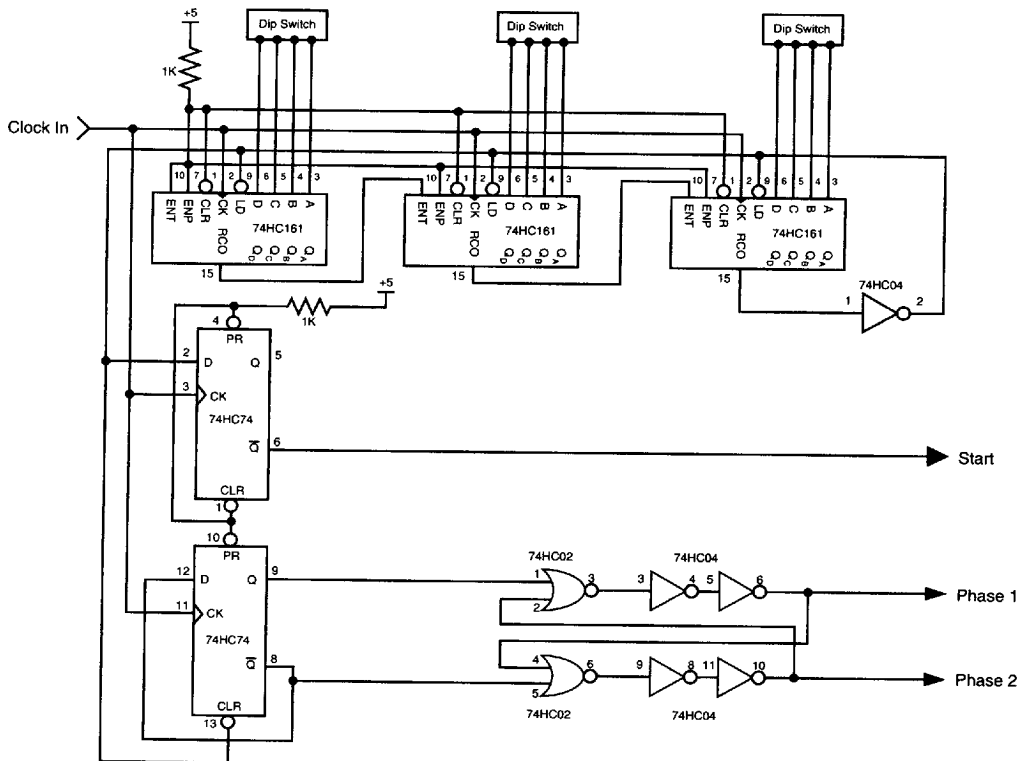 +5
Dip Switch
Dip Switch
Dip Switch
1K
Clock In
10 7 1 2 9 6 5 4 3
ENT ENP CLR CK LD D C B A
74HC161
RCO QD QC QB QA
15
10 7 1 2 9 6 5 4 3
ENT ENP CLR CK LD D C B A
74HC161
RCO QD QC QB QA
15
10 7 1 2 9 6 5 4 3
ENT ENP CLR CK LD D C B A
74HC161
RCO QD QC QB QA
15
74HC04
1 2
+5
1K
4
PR
2 D Q 5
3 CK
74HC74
Q 6
Start
CLR
1
10
PR
12 D Q 9
11 CK
74HC74
Q 8
CLR
13
74HC02 74HC04
1 2 3 3 4 5 6
Phase 1
4 5 6 9 8 11 10
Phase 2
74HC02 74HC04